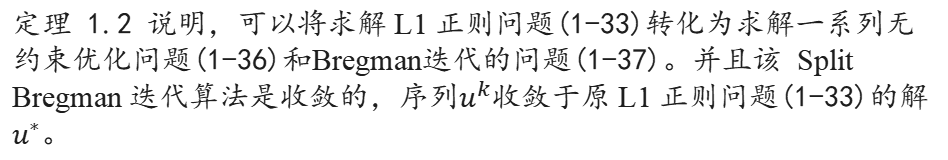 定理 1.2 说明，可以将求解 L1 正则问题(1-33)转化为求解一系列无
约束优化问题(1-36)和Bregman迭代的问题(1-37)。并且该 Split
Bregman 迭代算法是收敛的，序列𝑢ᵏ收敛于原 L1 正则问题(1-33)的解
𝑢*。